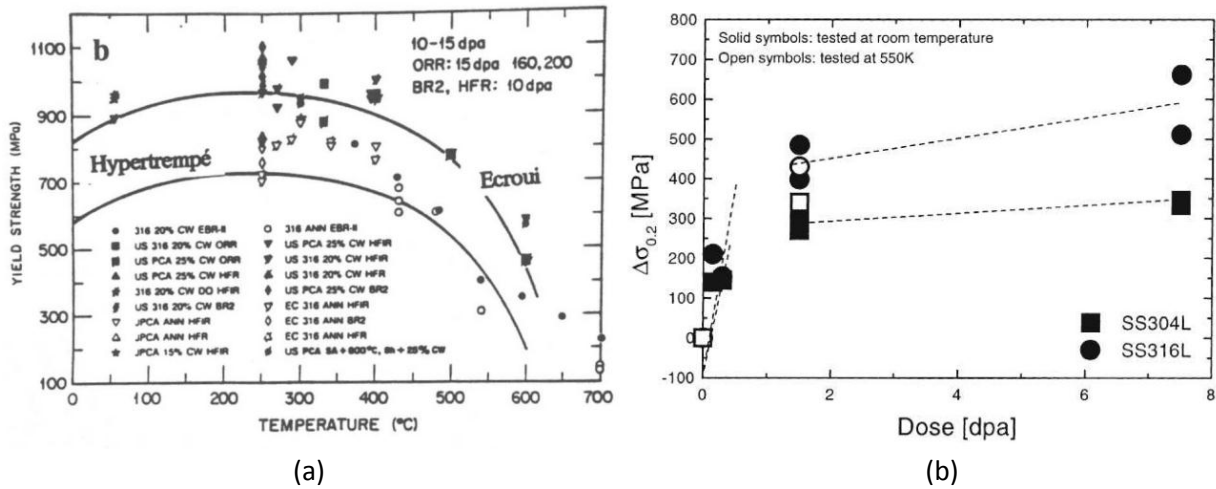 b
10-15 dpa
ORR: 15 dpa 160,200
BR2, HFR: 10 dpa
Hypertrempé
Ecroui
YIELD STRENGTH (MPa)
1100
900
700
500
300
100
316 20% CW EBR-II
US 316 20% CW ORR
US PCA 25% CW ORR
US PCA 25% CW HFR
316 20% CW DO HFIR
US 316 20% CW BR2
JPCA ANN HFIR
JPCA ANN HFR
JPCA 15% CW HFIR
316 ANN EBR-II
US PCA 25% CW HFIR
US 316 20% CW HFIR
US 316 20% CW HFR
US PCA 25% CW BR2
EC 316 ANN HFIR
EC 316 ANN BR2
EC 316 ANN HFR
US PCA SA + 800°C, 8h + 25% CW
0 100 200 300 400 500 600 700
TEMPERATURE (°C)
(a)
b
800
700
600
500
400
300
200
100
0
-100
Δσ0.2 [MPa]
Solid symbols: tested at room temperature
Open symbols: tested at 550K
SS304L
SS316L
0 2 4 6 8
Dose [dpa]
(b)